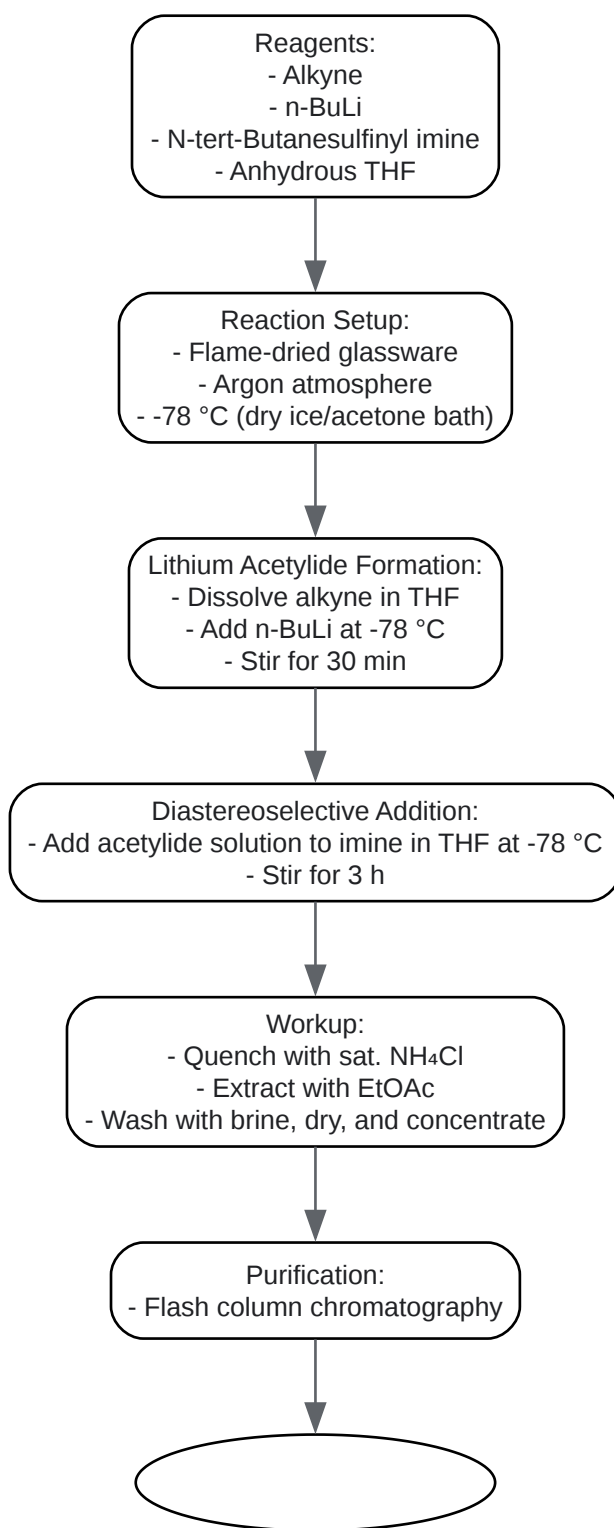 Reagents:
- Alkyne
- n-BuLi
- N-tert-Butanesulfinyl imine
- Anhydrous THF
Reaction Setup:
- Flame-dried glassware
- Argon atmosphere
- -78 °C (dry ice/acetone bath)
Lithium Acetylide Formation:
- Dissolve alkyne in THF
- Add n-BuLi at -78 °C
- Stir for 30 min
Diastereoselective Addition:
- Add acetylide solution to imine in THF at -78 °C
- Stir for 3 h
Workup:
- Quench with sat. NH₄Cl
- Extract with EtOAc
- Wash with brine, dry, and concentrate
Purification:
- Flash column chromatography